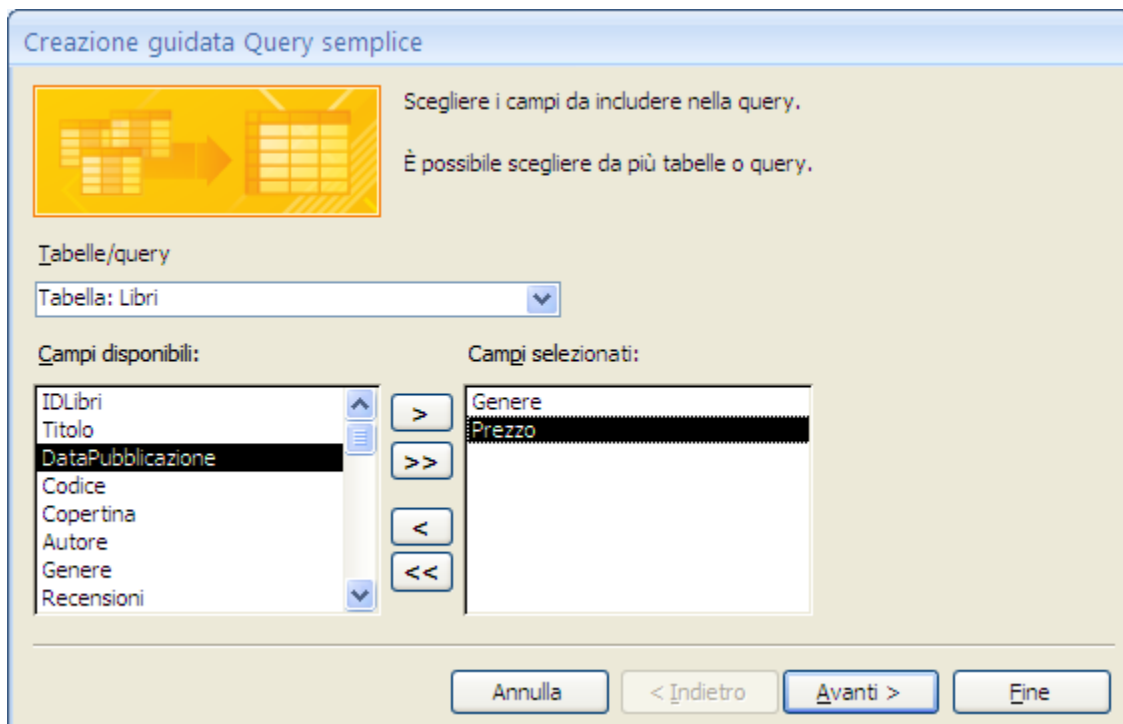 Creazione guidata Query semplice
Scegliere i campi da includere nella query.
È possibile scegliere da più tabelle o query.
Tabelle/query
Tabella: Libri
Campi disponibili:
IDLibri
Titolo
DataPubblicazione
Codice
Copertina
Autore
Genere
Recensioni
>
>>
<
<<
Campi selezionati:
Genere
Prezzo
Annulla
< Indietro
Avanti >
Fine